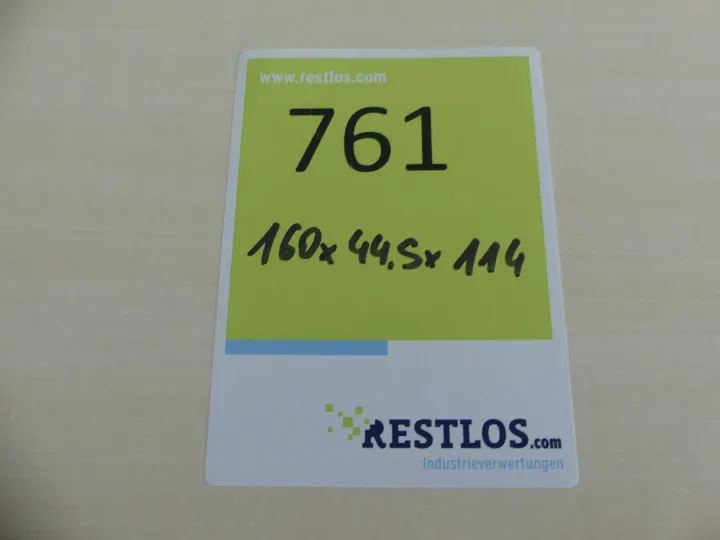 www.restlos.com
761
160x 44.5x 114
RESTLOS.com
Industrieverwertungen